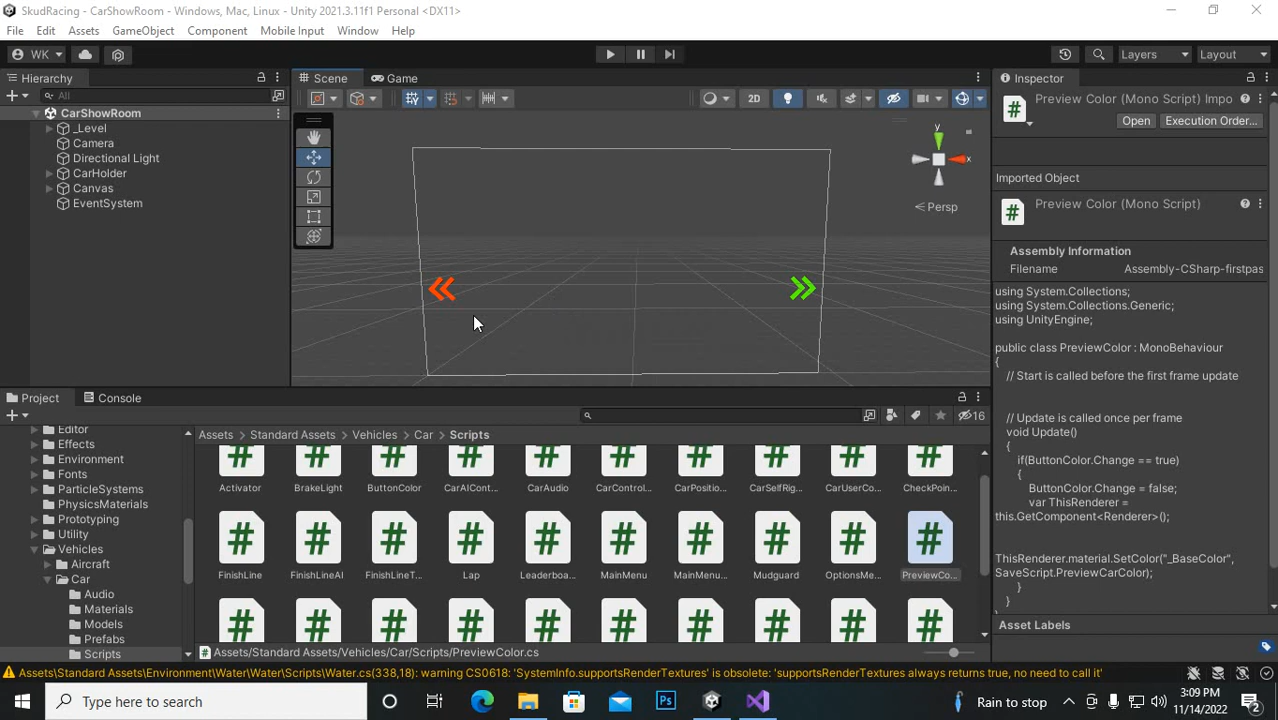 SkudRacing - CarShowRoom - Windows, Mac, Linux - Unity 2021.3.11f1 Personal <DX11>
File Edit Assets GameObject Component Mobile Input Window Help
WK Layers Layout
Hierarchy Scene Game Inspector
All
CarShowRoom
_Level
Camera
Directional Light
CarHolder
Canvas
EventSystem
2D
y
x
Persp
Preview Color (Mono Script) Impo
Open Execution Order...
Imported Object
Preview Color (Mono Script)
Assembly Information
Filename Assembly-CSharp-firstpas
using System.Collections;
using System.Collections.Generic;
using UnityEngine;
public class PreviewColor : MonoBehaviour
{
// Start is called before the first frame update
// Update is called once per frame
void Update()
{
if(ButtonColor.Change == true)
{
ButtonColor.Change = false;
var ThisRenderer =
this.GetComponent<Renderer>();
ThisRenderer.material.SetColor("_BaseColor",
SaveScript.PreviewCarColor);
}
}
Asset Labels
Project Console
16
Editor
Effects
Environment
Fonts
ParticleSystems
PhysicsMaterials
Prototyping
Utility
Vehicles
Aircraft
Car
Audio
Materials
Models
Prefabs
Scripts
Assets > Standard Assets > Vehicles > Car > Scripts
Activator BrakeLight ButtonColor CarAICont... CarAudio CarControl... CarPositio... CarSelfRig... CarUserCo... CheckPoin...
FinishLine FinishLineAI FinishLineT... Lap Leaderboa... MainMenu MainMenu... Mudguard OptionsMe... PreviewCo...
Assets/Standard Assets/Vehicles/Car/Scripts/PreviewColor.cs
Assets\Standard Assets\Environment\Water\Water\Scripts\Water.cs(338,18): warning CS0618: 'SystemInfo.supportsRenderTextures' is obsolete: 'supportsRenderTextures always returns true, no need to call it'
Type here to search
Ps
Rain to stop
3:09 PM
11/14/2022
2